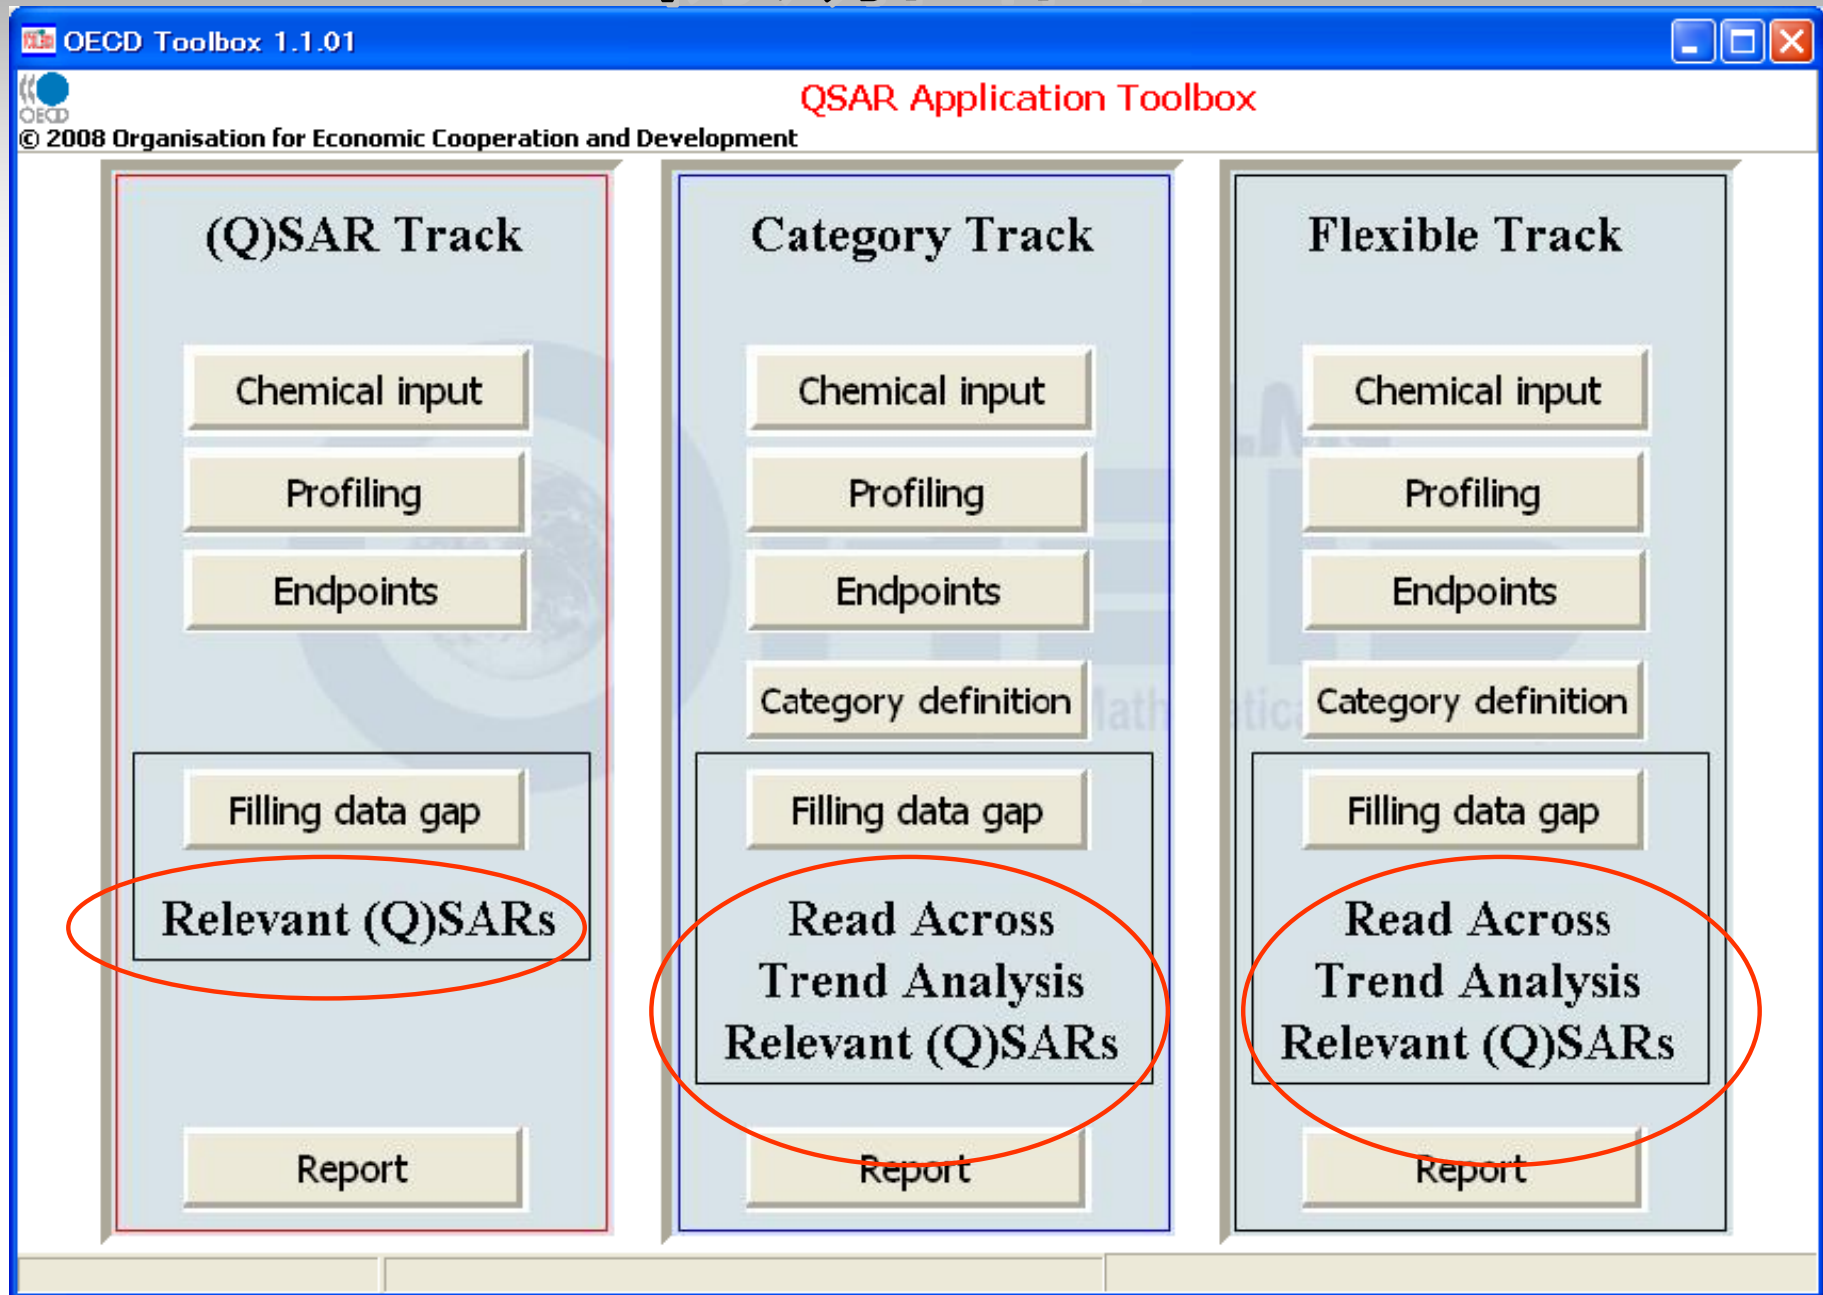 OECD Toolbox 1.1.01
OECD
QSAR Application Toolbox
© 2008 Organisation for Economic Cooperation and Development
(Q)SAR Track
Chemical input
Profiling
Endpoints
Filling data gap
Relevant (Q)SARs
Report
Category Track
Chemical input
Profiling
Endpoints
Category definition
Filling data gap
Read Across
Trend Analysis
Relevant (Q)SARs
Report
Flexible Track
Chemical input
Profiling
Endpoints
Category definition
Filling data gap
Read Across
Trend Analysis
Relevant (Q)SARs
Report